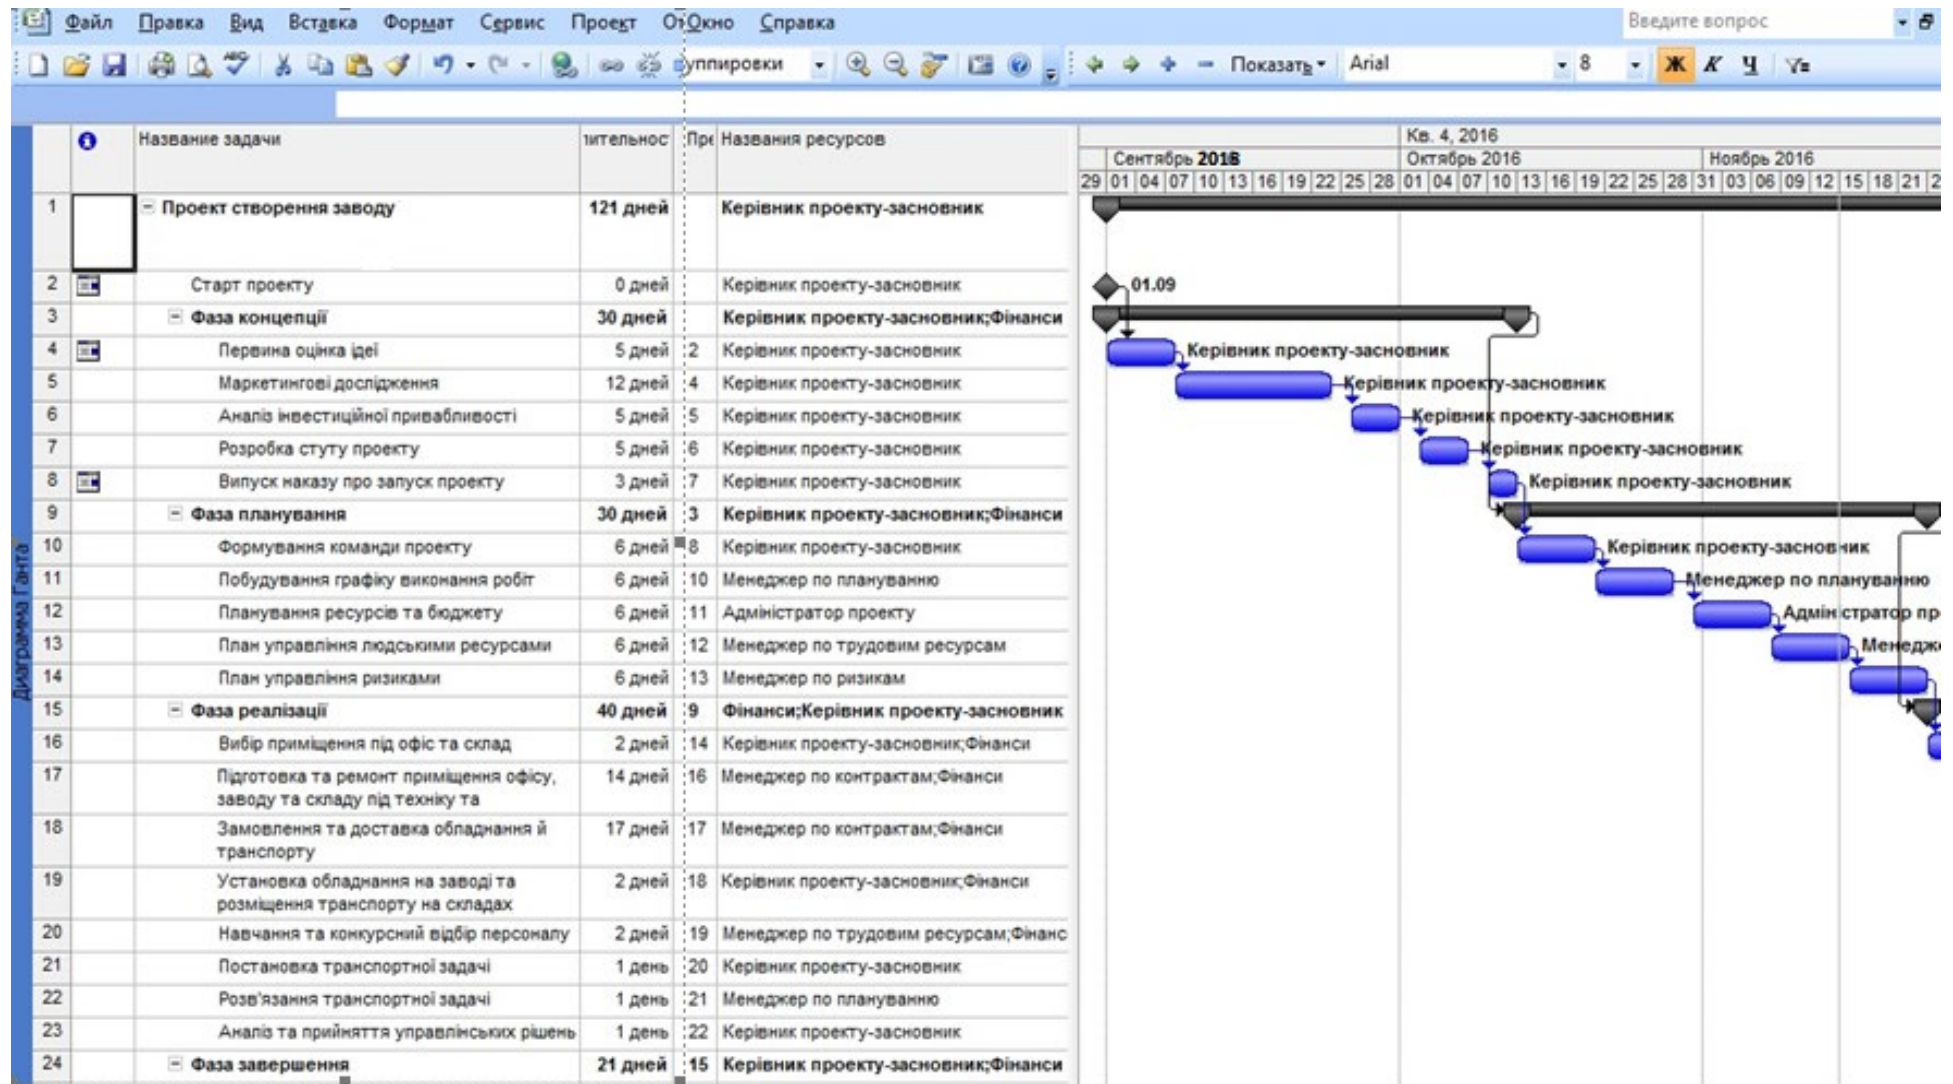 Файл Правка Вид Вставка Формат Сервис Проект От Окно Справка Введите вопрос
уппировки Показать Arial 8 Ж К Ч
Название задачи ительнос Пре Названия ресурсов
Кв. 4, 2016
Сентябрь 2016 Октябрь 2016 Ноябрь 2016
29 01 04 07 10 13 16 19 22 25 28 01 04 07 10 13 16 19 22 25 28 31 03 06 09 12 15 18 21 2
1 Проект створення заводу 121 дней Керівник проекту-засновник
2 Старт проекту 0 дней Керівник проекту-засновник 01.09
3 Фаза концепції 30 дней Керівник проекту-засновник;Фінанси
4 Первина оцінка ідеї 5 дней 2 Керівник проекту-засновник Керівник проекту-засновник
5 Маркетингові дослідження 12 дней 4 Керівник проекту-засновник Керівник проекту-засновник
6 Аналіз інвестиційної привабливості 5 дней 5 Керівник проекту-засновник Керівник проекту-засновник
7 Розробка стуту проекту 5 дней 6 Керівник проекту-засновник Керівник проекту-засновник
8 Випуск наказу про запуск проекту 3 дней 7 Керівник проекту-засновник Керівник проекту-засновник
9 Фаза планування 30 дней 3 Керівник проекту-засновник;Фінанси
10 Формування команди проекту 6 дней 8 Керівник проекту-засновник Керівник проекту-засновник
11 Побудування графіку виконання робіт 6 дней 10 Менеджер по плануванню Менеджер по плануванню
12 Планування ресурсів та бюджету 6 дней 11 Адміністратор проекту Адміністратор пр
13 План управління людськими ресурсами 6 дней 12 Менеджер по трудовим ресурсам Менедж
14 План управління ризиками 6 дней 13 Менеджер по ризикам
15 Фаза реалізації 40 дней 9 Фінанси;Керівник проекту-засновник
16 Вибір приміщення під офіс та склад 2 дней 14 Керівник проекту-засновник;Фінанси
17 Підготовка та ремонт приміщення офісу, 14 дней 16 Менеджер по контрактам;Фінанси
заводу та складу під техніку та
18 Замовлення та доставка обладнання й 17 дней 17 Менеджер по контрактам;Фінанси
транспорту
19 Установка обладнання на заводі та 2 дней 18 Керівник проекту-засновник;Фінанси
розміщення транспорту на складах
20 Навчання та конкурсний відбір персоналу 2 дней 19 Менеджер по трудовим ресурсам;Фінанс
21 Постановка транспортної задачі 1 день 20 Керівник проекту-засновник
22 Розв'язання транспортної задачі 1 день 21 Менеджер по плануванню
23 Аналіз та прийняття управлінських рішень 1 день 22 Керівник проекту-засновник
24 Фаза завершення 21 дней 15 Керівник проекту-засновник;Фінанси
Диаграмма Ганта